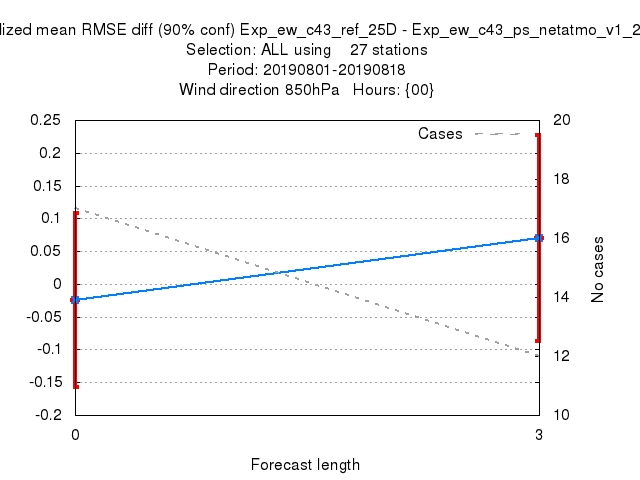 lized mean RMSE diff (90% conf) Exp_ew_c43_ref_25D - Exp_ew_c43_ps_netatmo_v1_2
Selection: ALL using 27 stations
Period: 20190801-20190818
Wind direction 850hPa Hours: {00}
Cases
0.25
0.2
0.15
0.1
0.05
0
-0.05
-0.1
-0.15
-0.2
20
18
16
14
12
10
No cases
0
3
Forecast length